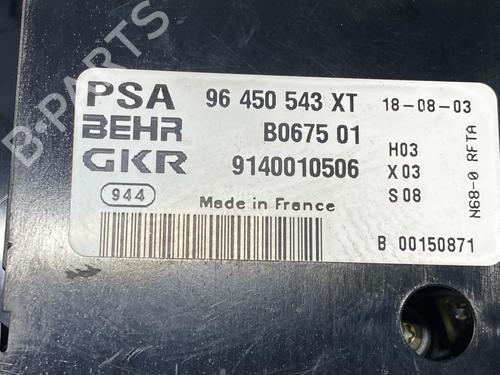 PSA 96 450 543 XT 18-08-03
BEHR B0675 01
GKR 9140010506
H03
X03
S08
944
Made in France
B 00150871
N68-0 RFTA
B-PARTS